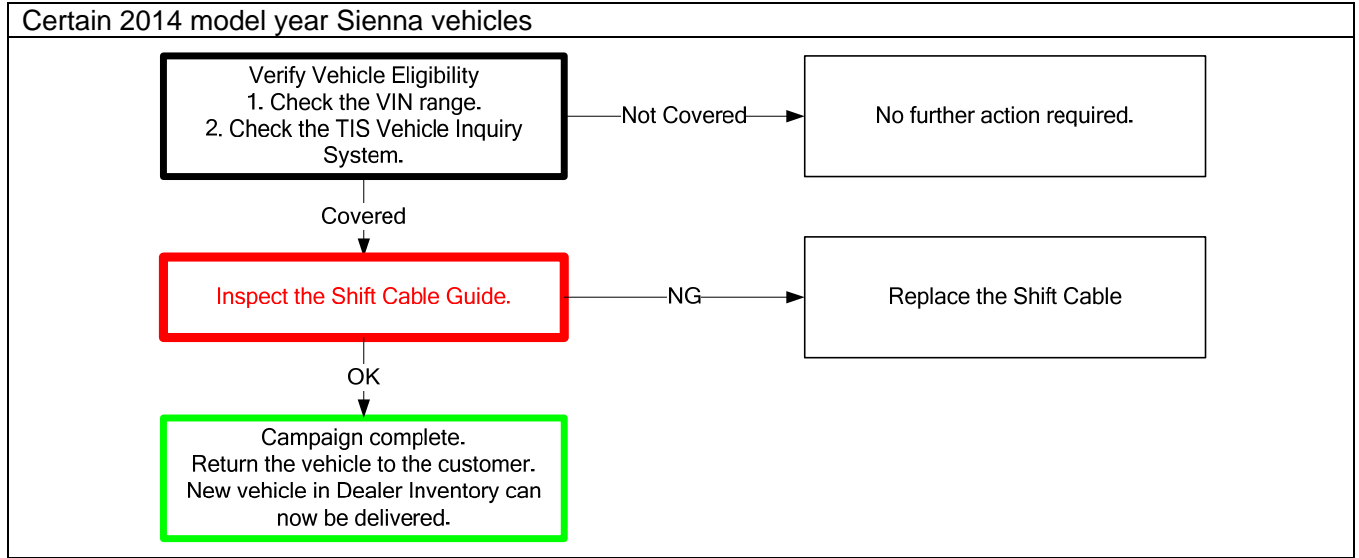 Certain 2014 model year Sienna vehicles
Verify Vehicle Eligibility
1. Check the VIN range.
2. Check the TIS Vehicle Inquiry
System.
Not Covered
No further action required.
Covered
Inspect the Shift Cable Guide.
NG
Replace the Shift Cable
OK
Campaign complete.
Return the vehicle to the customer.
New vehicle in Dealer Inventory can
now be delivered.